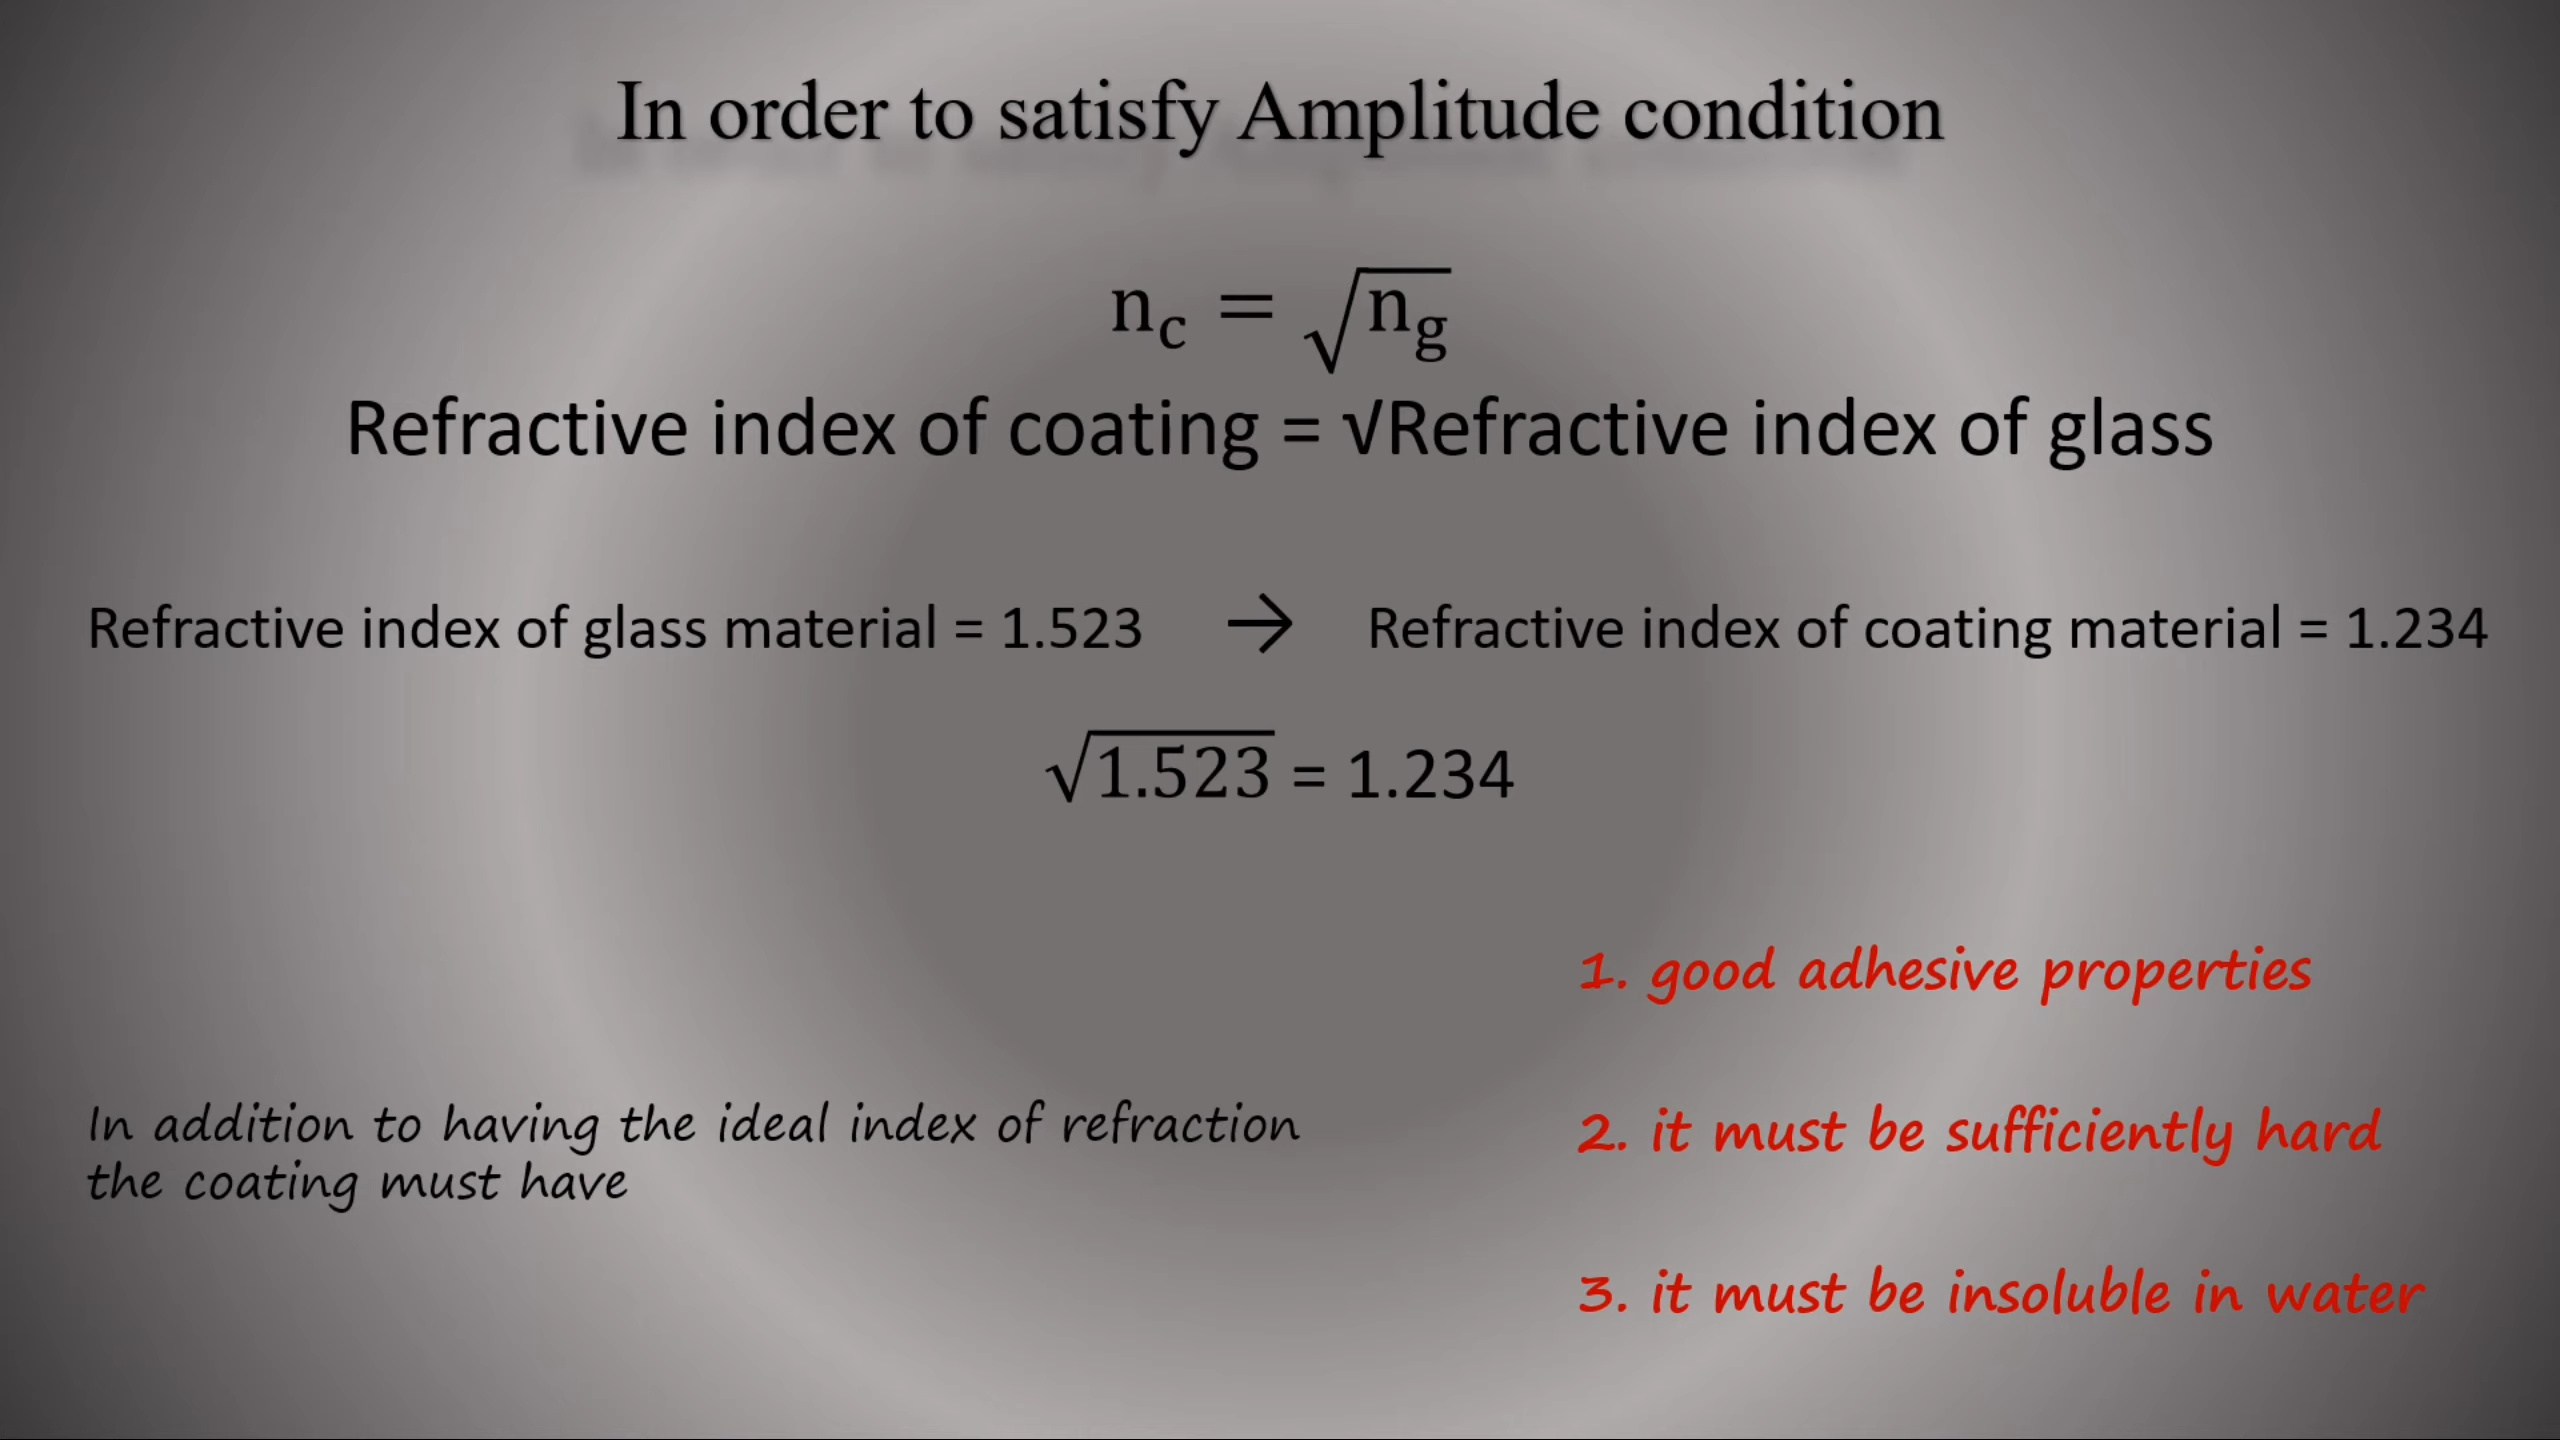 In order to satisfy Amplitude condition
n_c = √n_g
Refractive index of coating = √Refractive index of glass
Refractive index of glass material = 1.523 → Refractive index of coating material = 1.234
√1.523 = 1.234
In addition to having the ideal index of refraction
the coating must have
1. good adhesive properties
2. it must be sufficiently hard
3. it must be insoluble in water